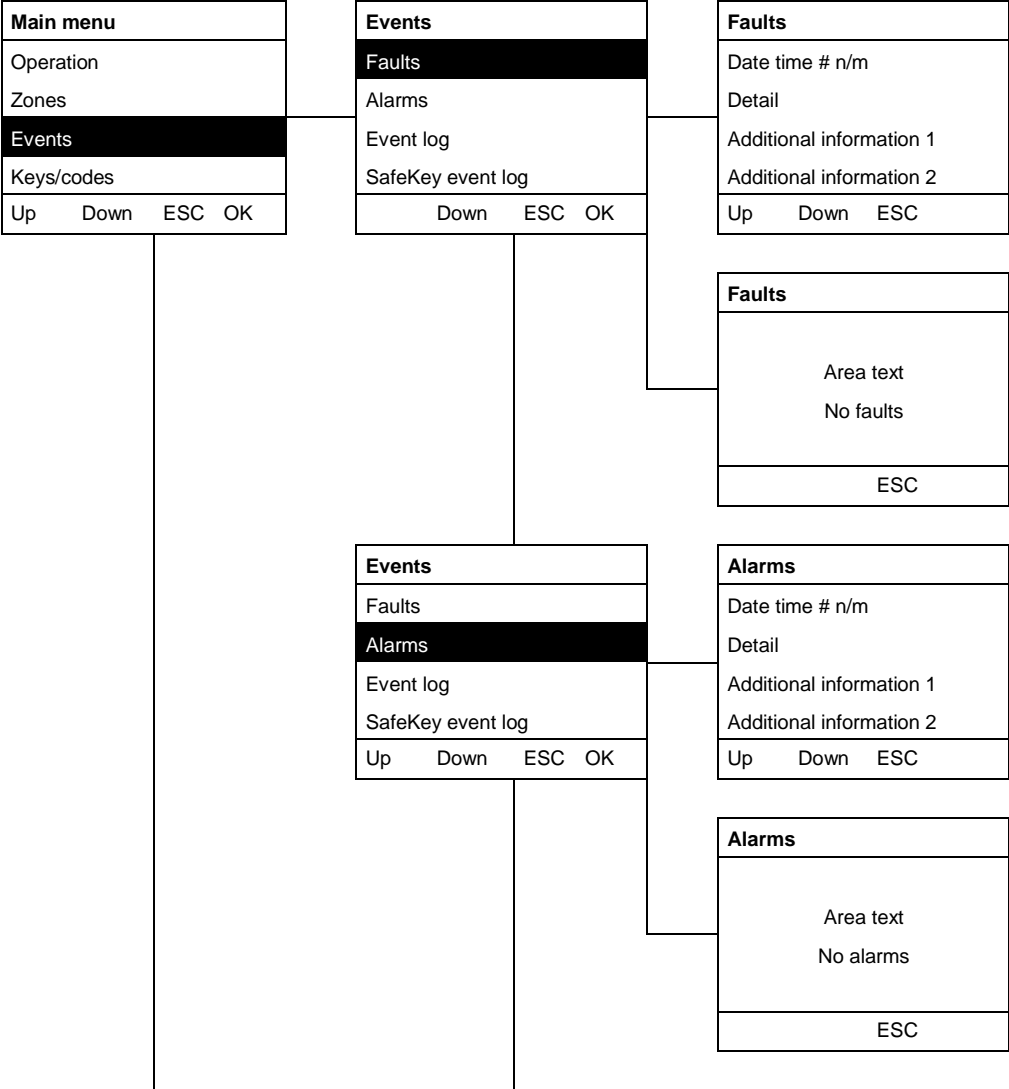 Main menu
Operation
Zones
Events
Keys/codes
Up Down ESC OK
Events
Faults
Alarms
Event log
SafeKey event log
Down ESC OK
Faults
Date time # n/m
Detail
Additional information 1
Additional information 2
Up Down ESC
Faults
Area text
No faults
ESC
Events
Faults
Alarms
Event log
SafeKey event log
Up Down ESC OK
Alarms
Date time # n/m
Detail
Additional information 1
Additional information 2
Up Down ESC
Alarms
Area text
No alarms
ESC